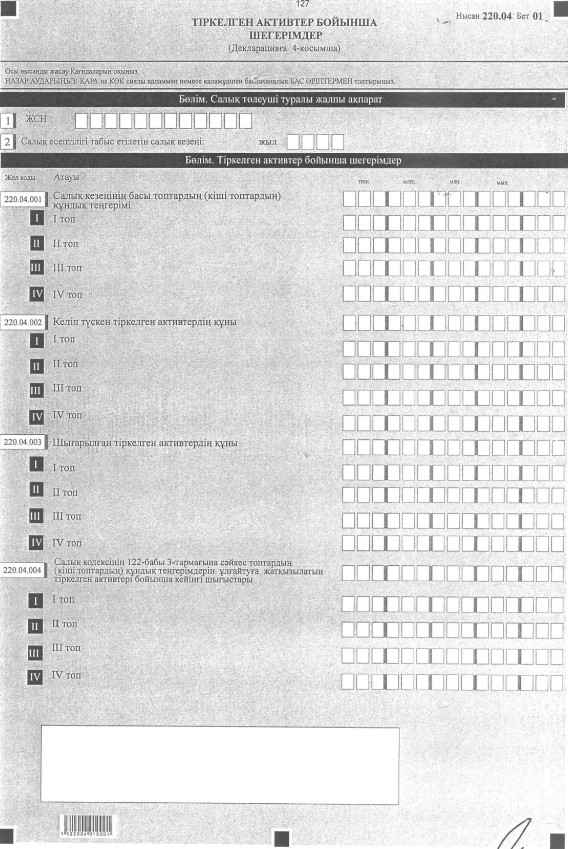 127
Нысан 220.04 Бет 01
ТІРКЕЛГЕН АКТИВТЕР БОЙЫНША
ШЕГЕРІМДЕР
(Декларацияға 4-қосымша)
Осы нысанды жасау Қағидаларын оқыңыз.
НАЗАР АУДАРЫҢЫЗ: ҚАРА не КӨК сиялы қаламмен немесе қаламұшпен баспаханалық БАС ӘРІПТЕРМЕН толтырыңыз.
Бөлім. Салық төлеуші туралы жалпы ақпарат
1 ЖСН
2 Салық есептілігі табыс етілетін салық кезеңі: жыл
Бөлім. Тіркелген активтер бойынша шегерімдер
Жол коды Атауы трлн. млрд. млн. мың.
220.04.001 Салық кезеңінің басы топтардың (кіші топтардың)
құндық теңгерімі
I I топ
II II топ
III III топ
IV IV топ
220.04.002 Келіп түскен тіркелген активтердің құны
I I топ
II II топ
III III топ
IV IV топ
220.04.003 Шығарылған тіркелген активтердің құны
I I топ
II II топ
III III топ
IV IV топ
220.04.004 Салық кодексінің 122-бабы 3-тармағына сәйкес топтардың
(кіші топтардың) құндық теңгерімдерін ұлғайтуға жатқызылатын
тіркелген активтері бойынша кейінгі шығыстары
I I топ
II II топ
III III топ
IV IV топ